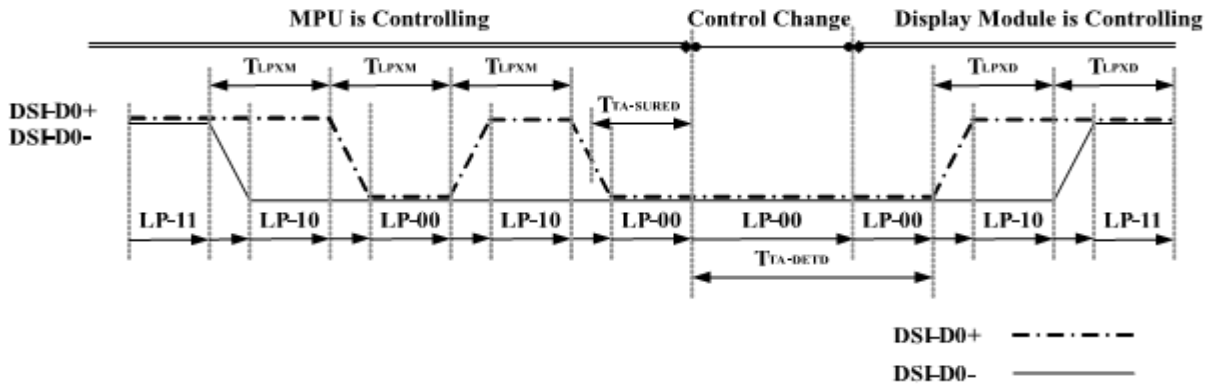 MPU is Controlling Control Change Display Module is Controlling
TLPXM TLPXM TLPXM TLPXD TLPXD
TTA-SURED
DSI-D0+
DSI-D0-
LP-11 LP-10 LP-00 LP-10 LP-00 LP-00 LP-00 LP-10 LP-11
TTA-DETD
DSI-D0+
DSI-D0-